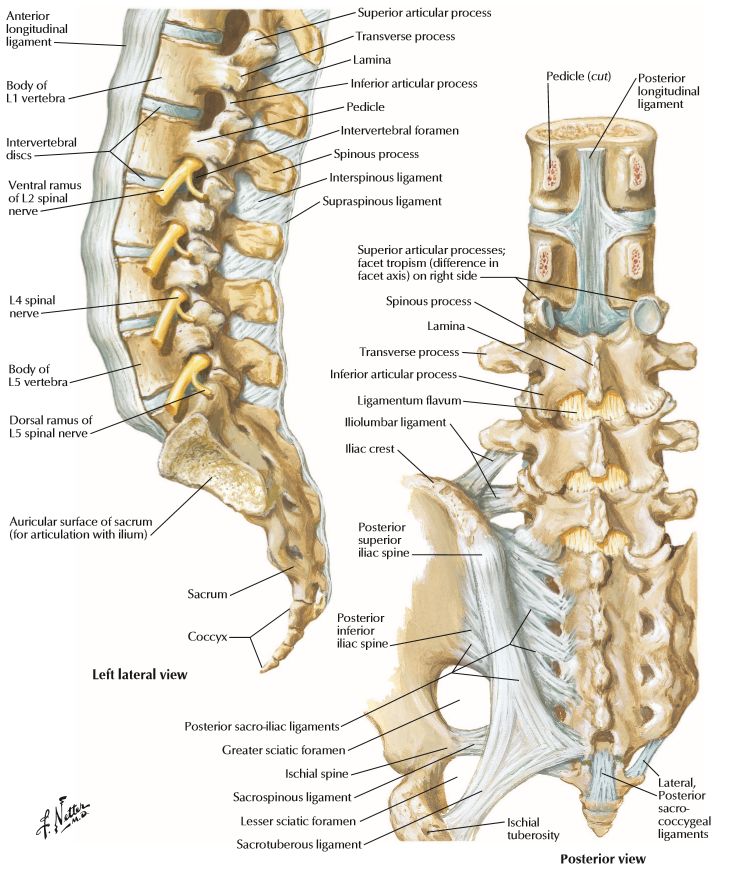 Anterior
longitudinal
ligament
Body of
L1 vertebra
Intervertebral
discs
Ventral ramus
of L2 spinal
nerve
L4 spinal
nerve
Body of
L5 vertebra
Dorsal ramus of
L5 spinal nerve
Auricular surface of sacrum
(for articulation with ilium)
Sacrum
Coccyx
Left lateral view
Superior articular process
Transverse process
Lamina
Inferior articular process
Pedicle
Intervertebral foramen
Spinous process
Interspinous ligament
Supraspinous ligament
Pedicle (cut)
Posterior
longitudinal
ligament
Superior articular processes;
facet tropism (difference in
facet axis) on right side
Spinous process
Lamina
Transverse process
Inferior articular process
Ligamentum flavum
Iliolumbar ligament
Iliac crest
Posterior
superior
iliac spine
Posterior
inferior
iliac spine
Posterior sacro-iliac ligaments
Greater sciatic foramen
Ischial spine
Sacrospinous ligament
Lesser sciatic foramen
Sacrotuberous ligament
Ischial
tuberosity
Lateral,
Posterior
sacro-
coccygeal
ligaments
Posterior view
F. Netter
M.D.